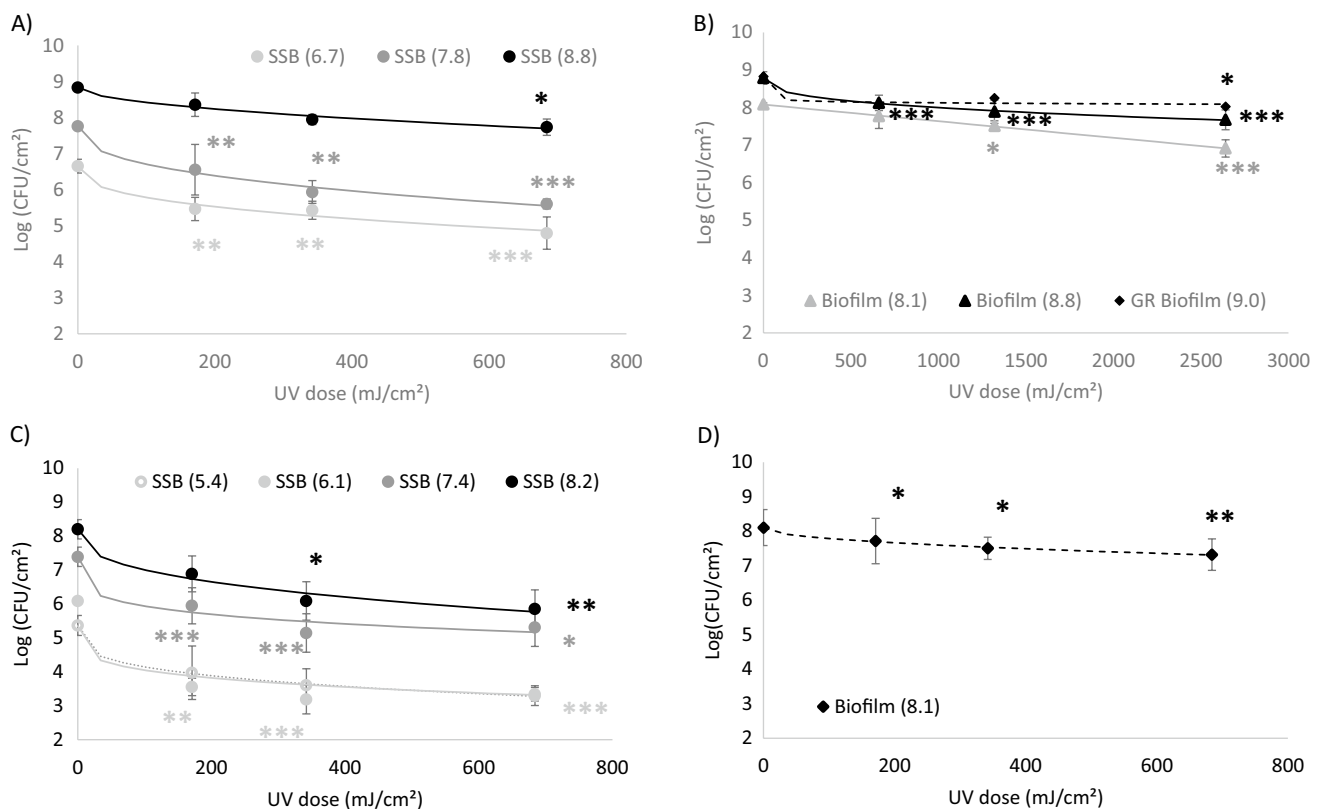 A)
SSB (6.7) SSB (7.8) SSB (8.8)
Log (CFU/cm²)
10
9
8
7
6
5
4
3
2
*
** **
***
** **
***
0 200 400 600 800
UV dose (mJ/cm²)
B)
Log (CFU/cm²)
10
9
8
7
6
5
4
3
2
*
*** *** ***
*
***
Biofilm (8.1) Biofilm (8.8) GR Biofilm (9.0)
0 500 1000 1500 2000 2500 3000
UV dose (mJ/cm²)
C)
SSB (5.4) SSB (6.1) SSB (7.4) SSB (8.2)
Log (CFU/cm²)
10
9
8
7
6
5
4
3
2
*
**
*** *** *
** *** ***
0 200 400 600 800
UV dose (mJ/cm²)
D)
Log(CFU/cm²)
10
9
8
7
6
5
4
3
2
* * **
Biofilm (8.1)
0 200 400 600 800
UV dose (mJ/cm²)